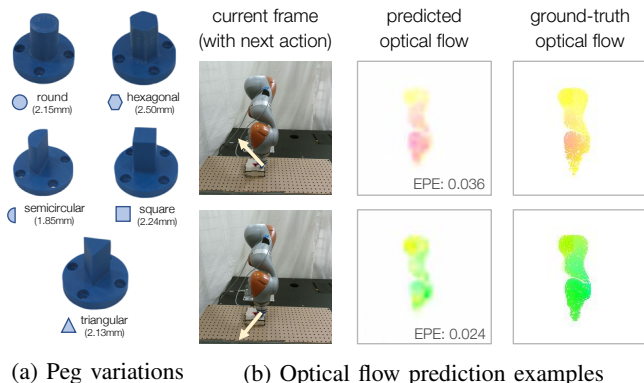 current frame
(with next action)
predicted
optical flow
ground-truth
optical flow
round
(2.15mm)
hexagonal
(2.50mm)
semicircular
(1.85mm)
square
(2.24mm)
triangular
(2.13mm)
EPE: 0.036
EPE: 0.024
(a) Peg variations
(b) Optical flow prediction examples